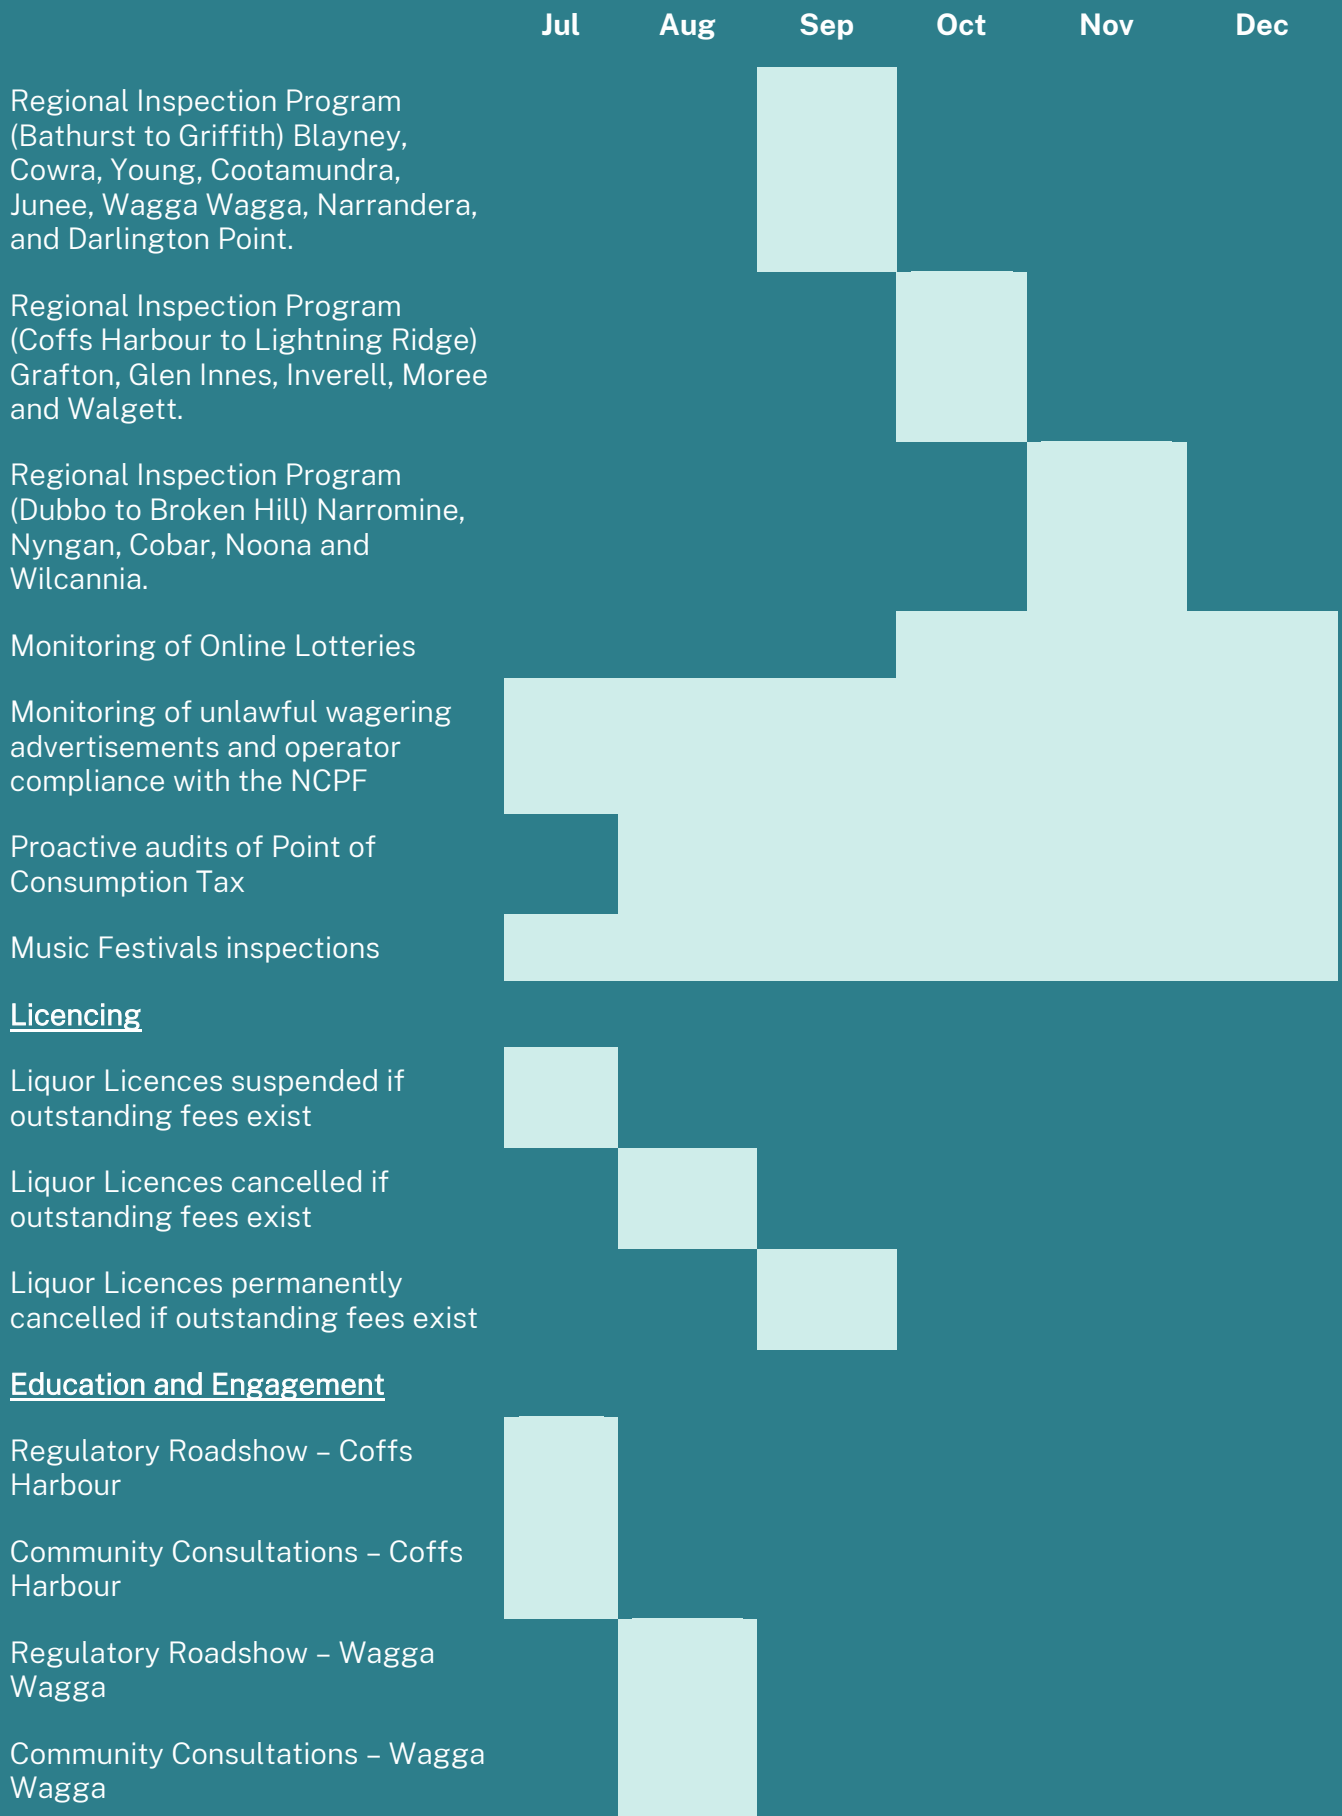 Jul Aug Sep Oct Nov Dec
Regional Inspection Program
(Bathurst to Griffith) Blayney,
Cowra, Young, Cootamundra,
Junee, Wagga Wagga, Narrandera,
and Darlington Point.
Regional Inspection Program
(Coffs Harbour to Lightning Ridge)
Grafton, Glen Innes, Inverell, Moree
and Walgett.
Regional Inspection Program
(Dubbo to Broken Hill) Narromine,
Nyngan, Cobar, Noona and
Wilcannia.
Monitoring of Online Lotteries
Monitoring of unlawful wagering
advertisements and operator
compliance with the NCPF
Proactive audits of Point of
Consumption Tax
Music Festivals inspections
Licencing
Liquor Licences suspended if
outstanding fees exist
Liquor Licences cancelled if
outstanding fees exist
Liquor Licences permanently
cancelled if outstanding fees exist
Education and Engagement
Regulatory Roadshow – Coffs
Harbour
Community Consultations – Coffs
Harbour
Regulatory Roadshow – Wagga
Wagga
Community Consultations – Wagga
Wagga